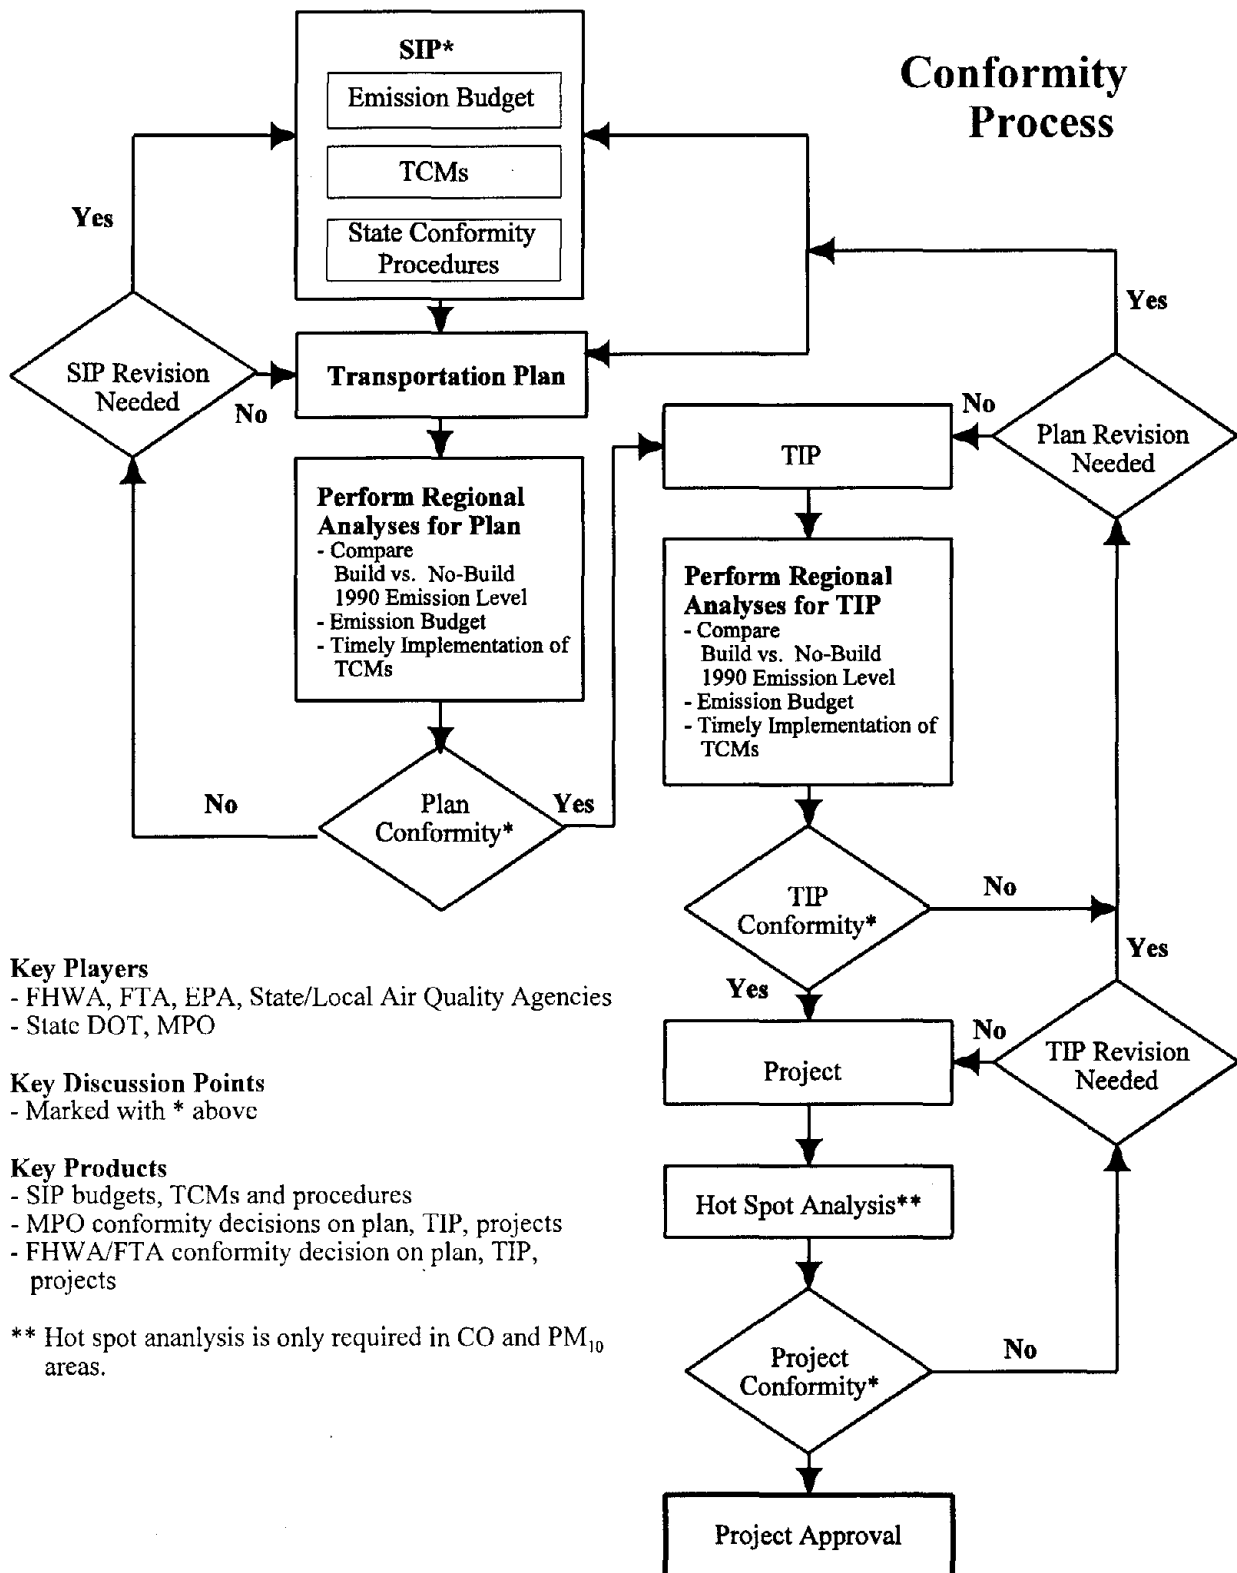 Conformity
Process
SIP*
Emission Budget
TCMs
State Conformity
Procedures
Yes
SIP Revision
Needed
No
Transportation Plan
Perform Regional
Analyses for Plan
- Compare
Build vs. No-Build
1990 Emission Level
- Emission Budget
- Timely Implementation of
TCMs
No
Plan
Conformity*
Yes
Yes
Plan Revision
Needed
No
TIP
Perform Regional
Analyses for TIP
- Compare
Build vs. No-Build
1990 Emission Level
- Emission Budget
- Timely Implementation of
TCMs
TIP
Conformity*
No
Yes
Yes
TIP Revision
Needed
No
Project
Hot Spot Analysis**
Project
Conformity*
No
Project Approval
Key Players
- FHWA, FTA, EPA, State/Local Air Quality Agencies
- State DOT, MPO
Key Discussion Points
- Marked with * above
Key Products
- SIP budgets, TCMs and procedures
- MPO conformity decisions on plan, TIP, projects
- FHWA/FTA conformity decision on plan, TIP,
projects
** Hot spot ananlysis is only required in CO and PM₁₀
areas.